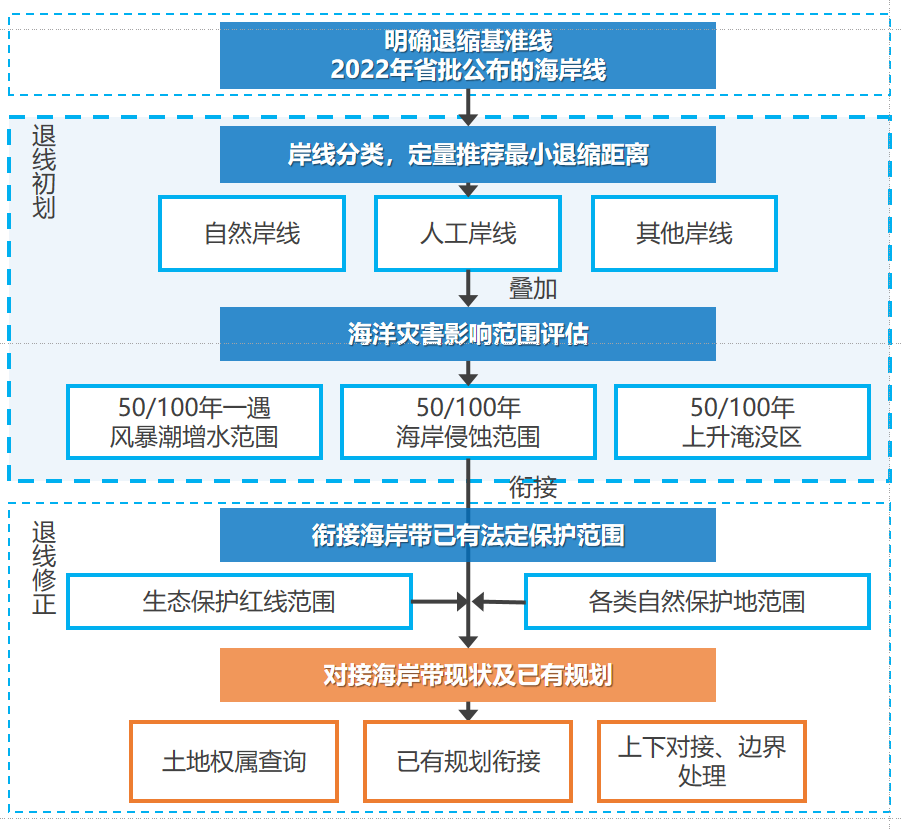 明确退缩基准线
2022年省批公布的海岸线
退线初划
岸线分类，定量推荐最小退缩距离
自然岸线
人工岸线
其他岸线
叠加
海洋灾害影响范围评估
50/100年一遇
风暴潮增水范围
50/100年
海岸侵蚀范围
50/100年
上升淹没区
衔接
退线修正
衔接海岸带已有法定保护范围
生态保护红线范围
各类自然保护地范围
对接海岸带现状及已有规划
土地权属查询
已有规划衔接
上下对接、边界
处理